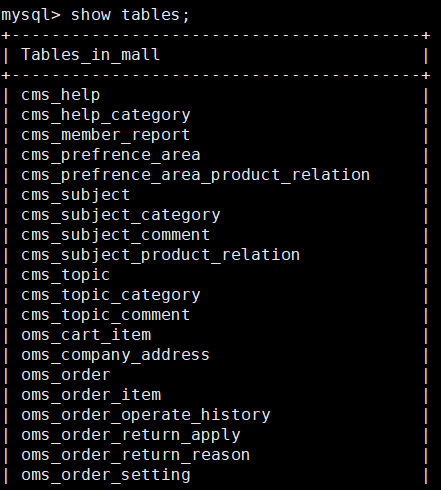 mysql> show tables;
+-----------------------------------------+
| Tables_in_mall                          |
+-----------------------------------------+
| cms_help                                |
| cms_help_category                       |
| cms_member_report                       |
| cms_prefrence_area                      |
| cms_prefrence_area_product_relation     |
| cms_subject                             |
| cms_subject_category                    |
| cms_subject_comment                     |
| cms_subject_product_relation            |
| cms_topic                               |
| cms_topic_category                      |
| cms_topic_comment                       |
| oms_cart_item                           |
| oms_company_address                     |
| oms_order                               |
| oms_order_item                          |
| oms_order_operate_history               |
| oms_order_return_apply                  |
| oms_order_return_reason                 |
| oms_order_setting                       |